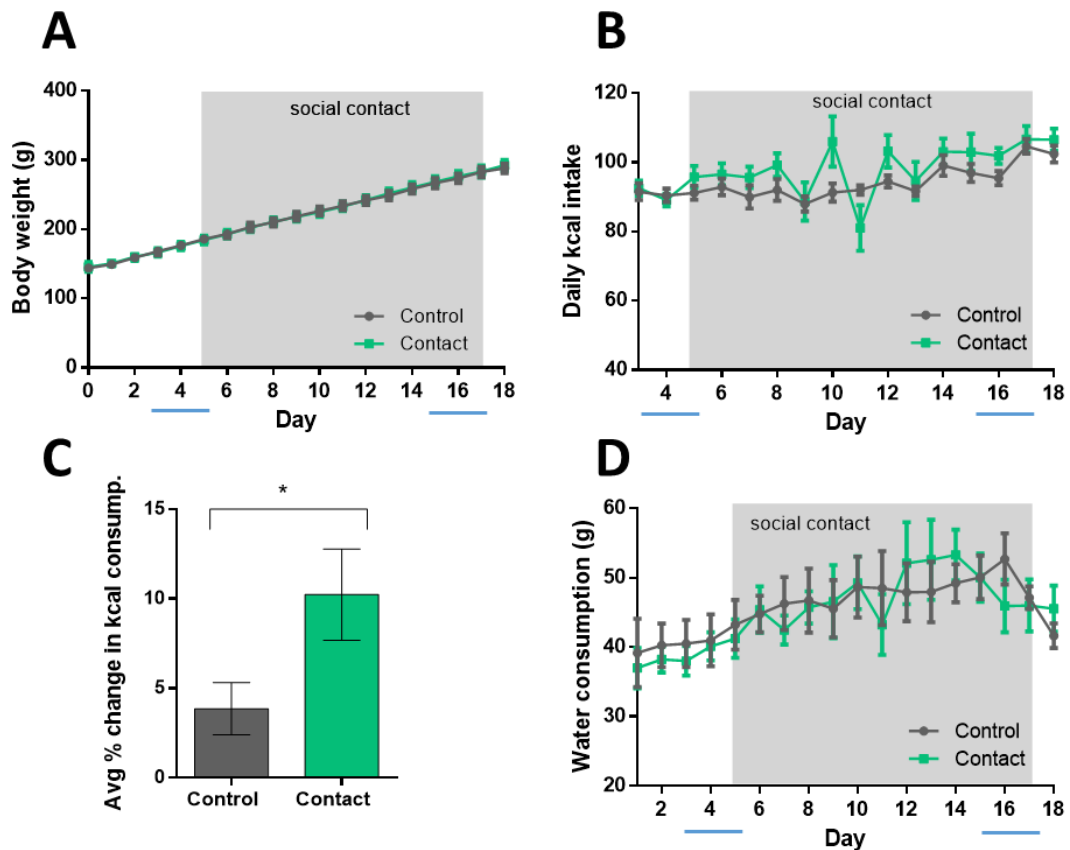 A
Body weight (g)
400
300
200
100
0
social contact
Control
Contact
0 2 4 6 8 10 12 14 16 18
Day
B
Daily kcal intake
120
100
80
60
40
social contact
Control
Contact
4 6 8 10 12 14 16 18
Day
C
Avg % change in kcal consump.
15
10
5
0
*
Control Contact
D
Water consumption (g)
60
50
40
30
20
social contact
Control
Contact
2 4 6 8 10 12 14 16 18
Day